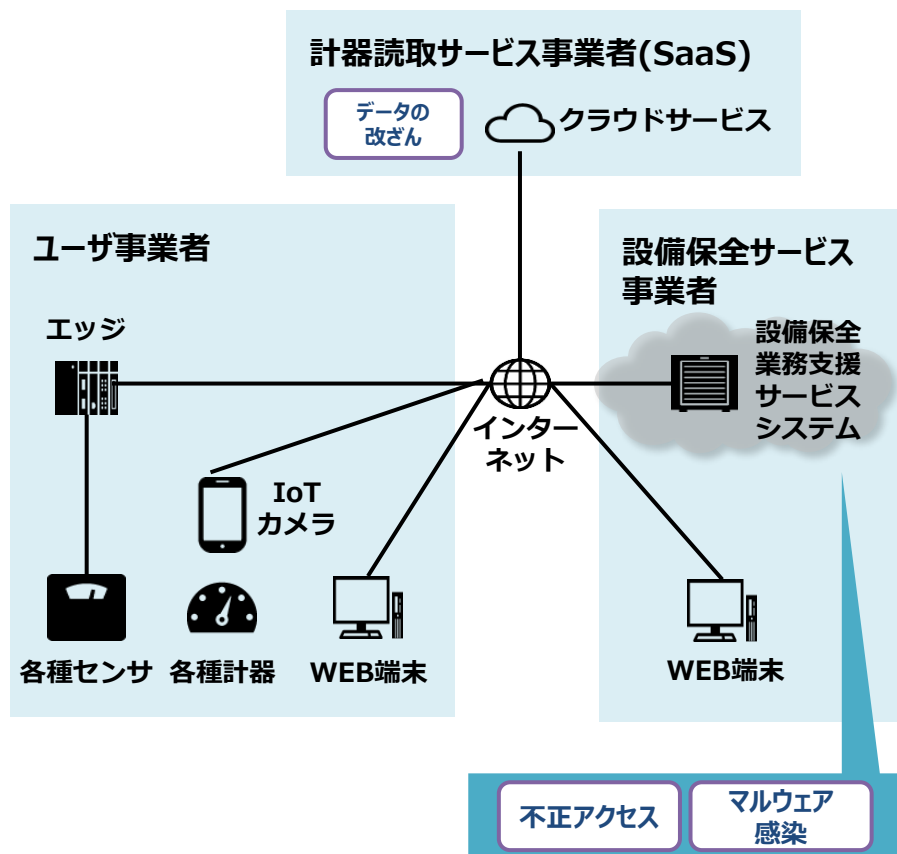 計器読取サービス事業者(SaaS)
データの
改ざん
クラウドサービス
ユーザ事業者
エッジ
IoT
カメラ
各種センサ
各種計器
WEB端末
インター
ネット
設備保全サービス
事業者
設備保全
業務支援
サービス
システム
WEB端末
不正アクセス
マルウェア
感染